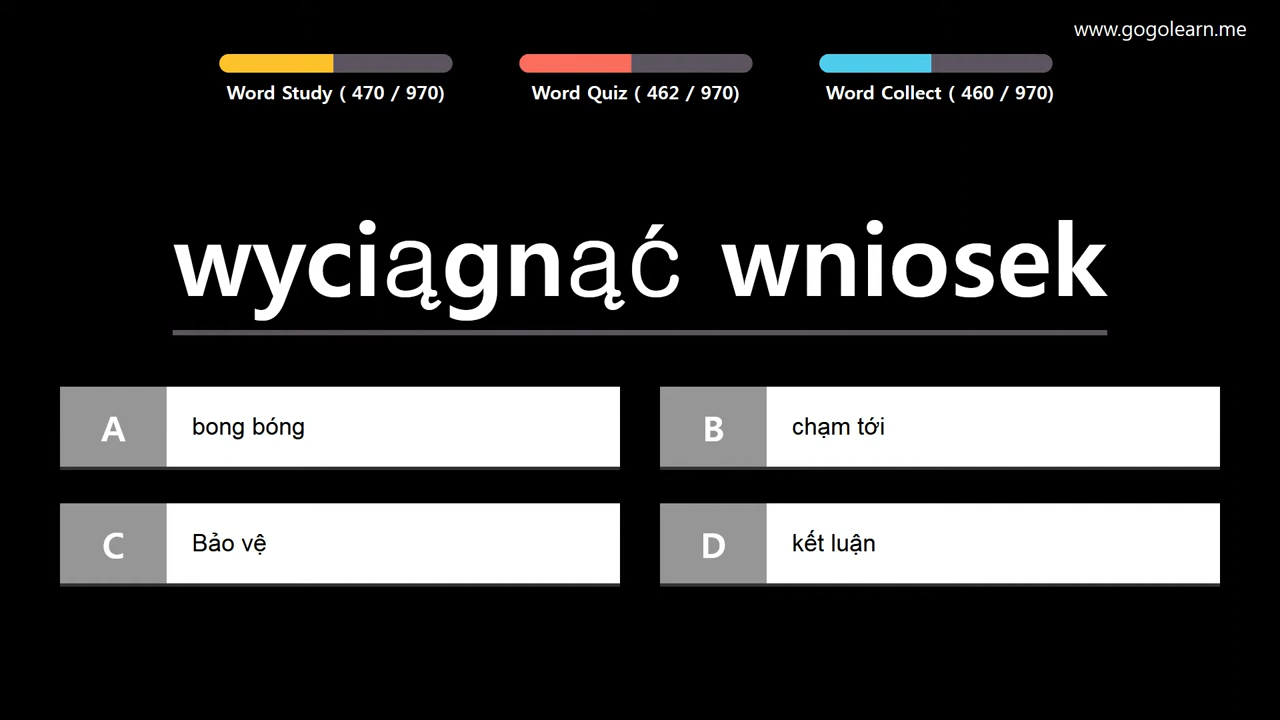 www.gogolearn.me
Word Study ( 470 / 970)
Word Quiz ( 462 / 970)
Word Collect ( 460 / 970)
wyciągnąć wniosek
A bong bóng
B chạm tới
C Bảo vệ
D kết luận